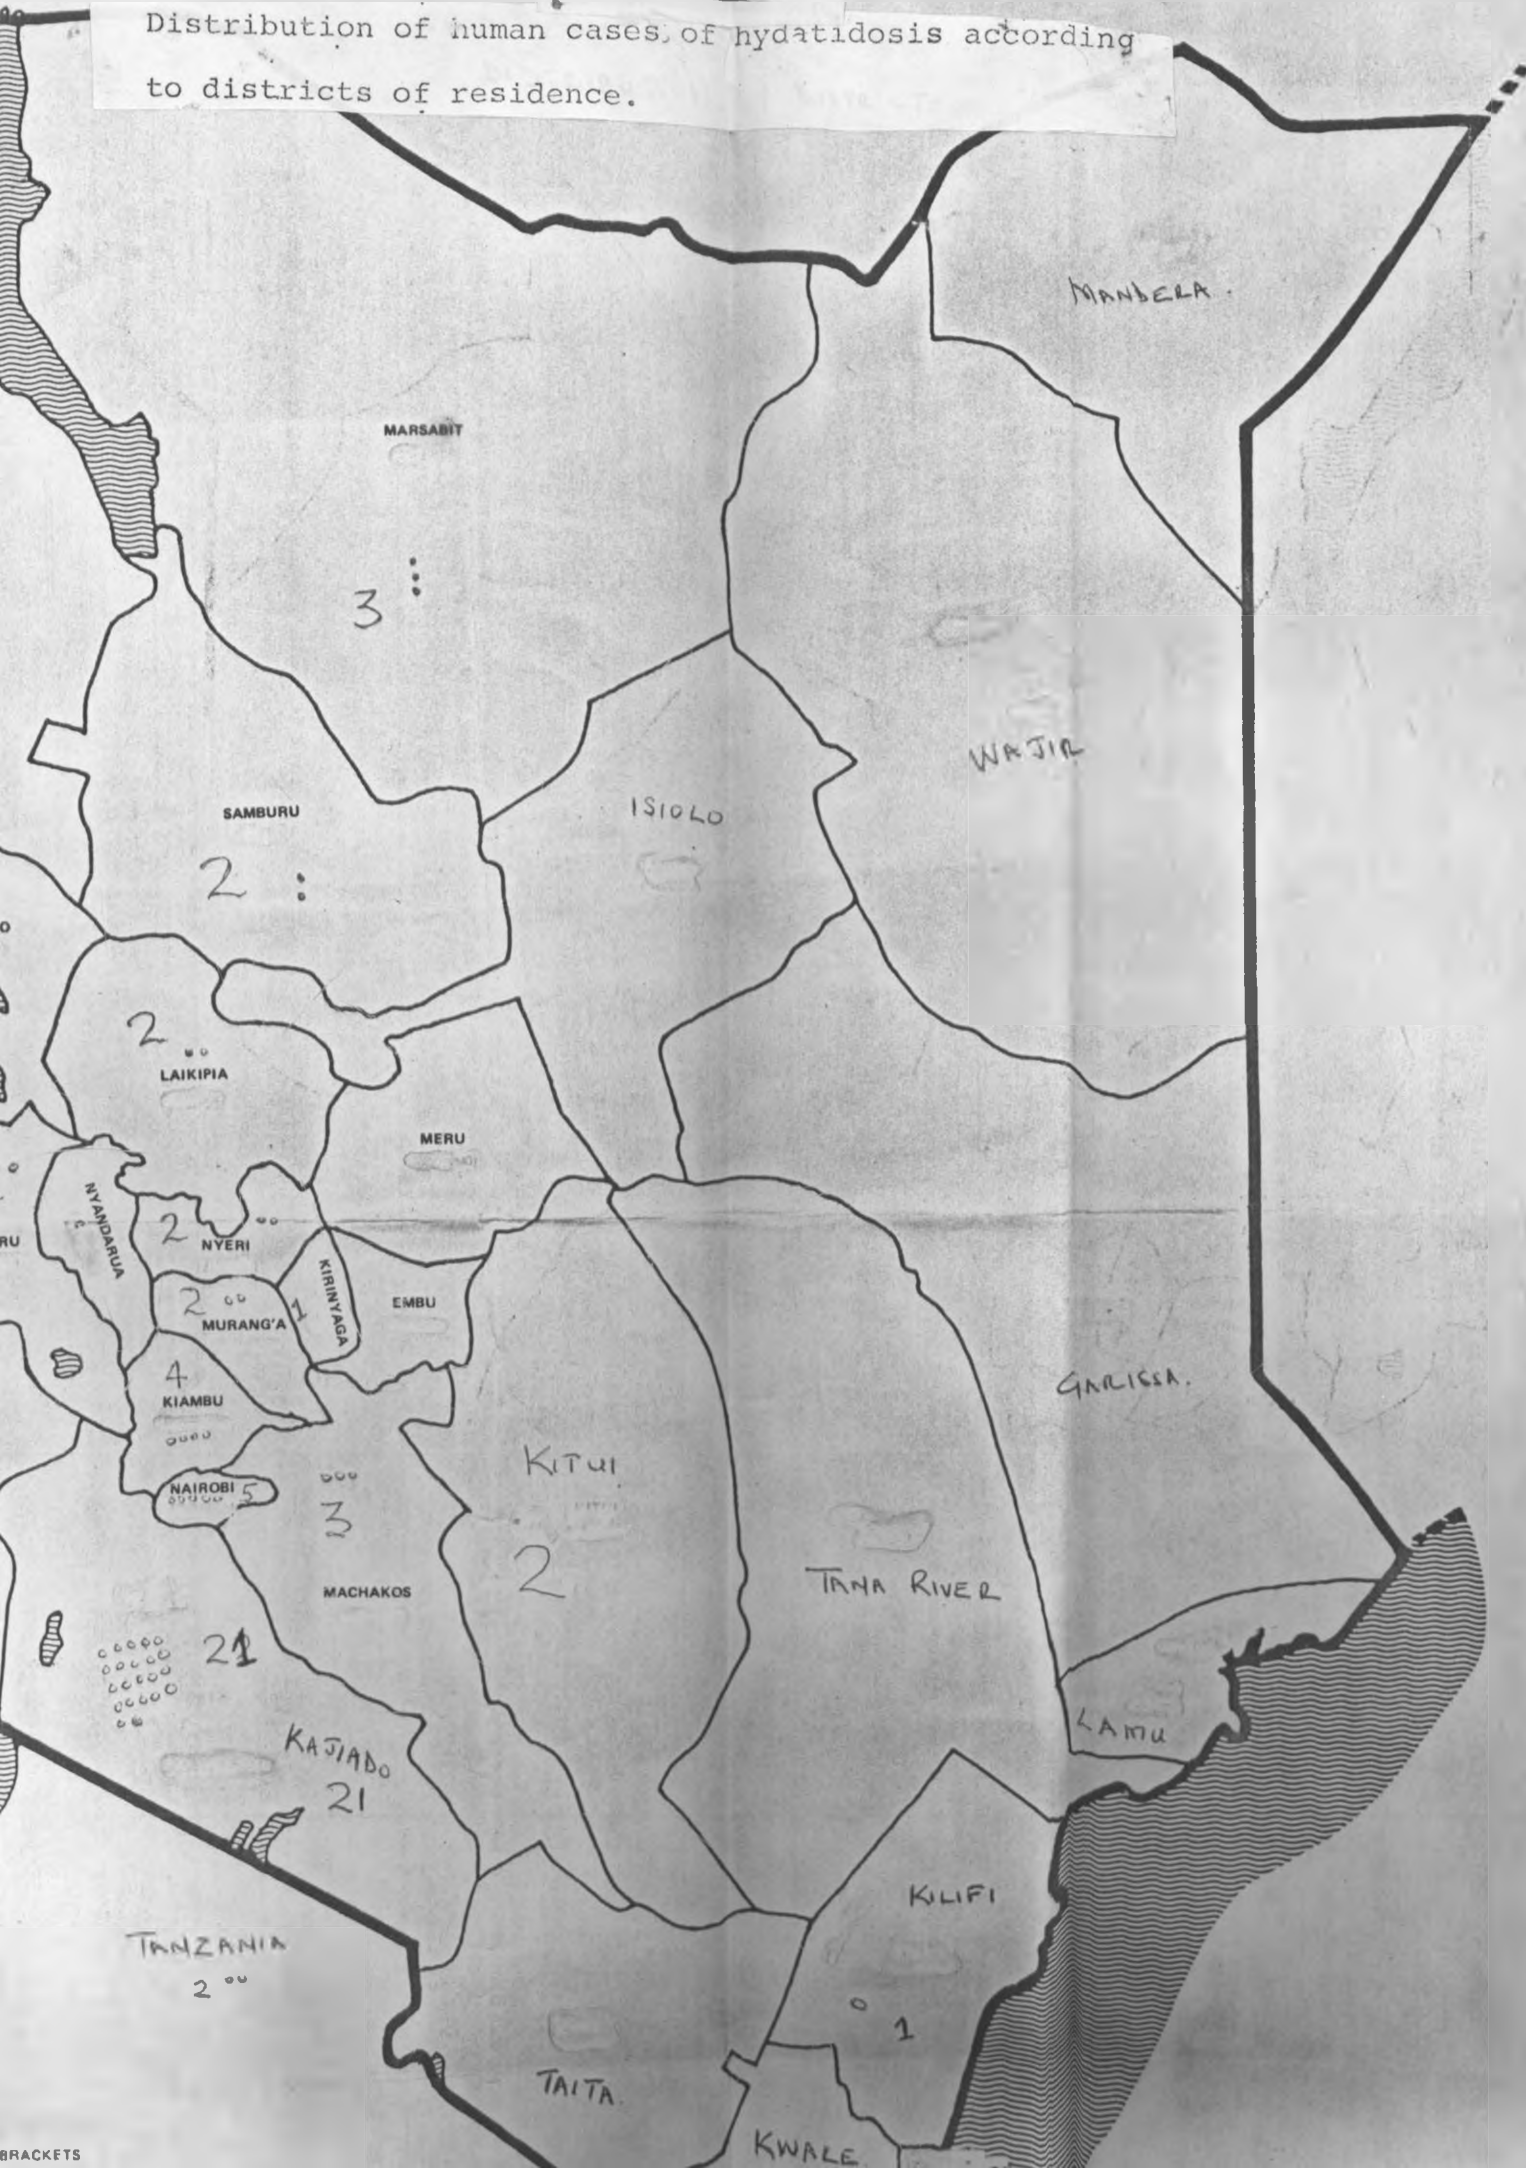 Distribution of human cases of hydatidosis according
to districts of residence.
MANDERA.
MARSABIT
3
WAJIR
SAMBURU
2
ISIOLO
2
LAIKIPIA
MERU
NYANDARUA
RU
2
NYERI
KIRINYAGA
1
EMBU
2
MURANG'A
4
KIAMBU
GARISSA.
KITUI
2
NAIROBI 5
3
MACHAKOS
TANA RIVER
21
LAMU
KAJIADO
21
KILIFI
1
TANZANIA
2
TAITA
KWALE
BRACKETS